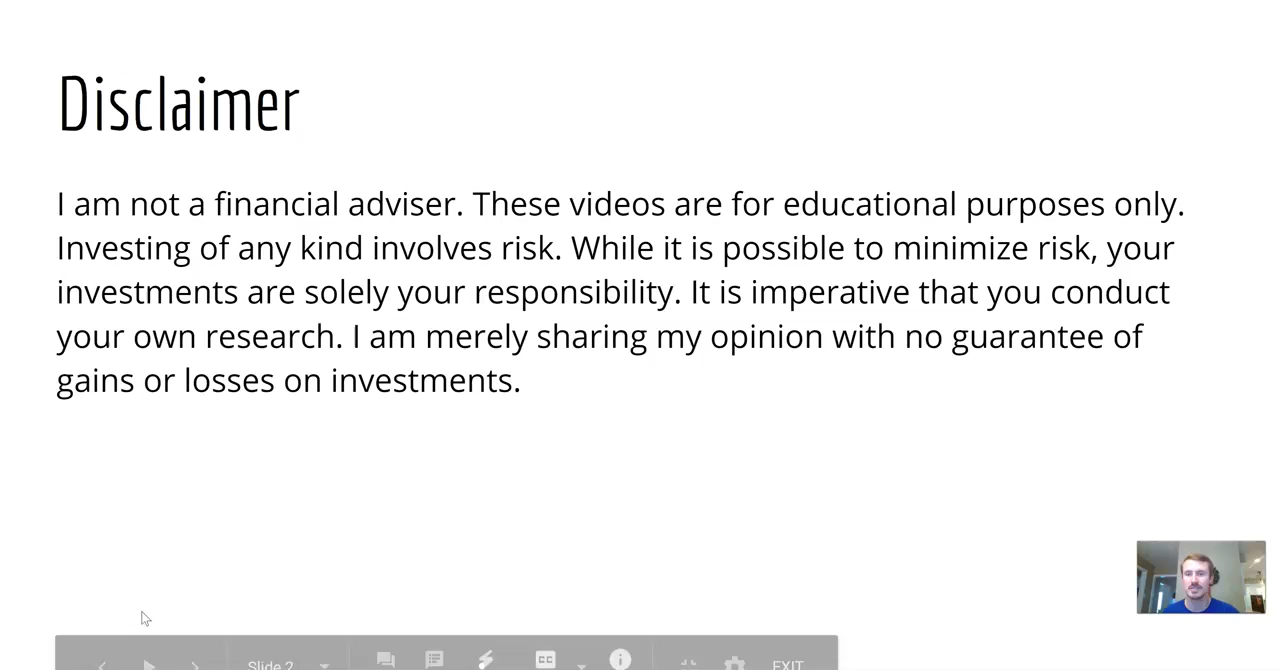 Disclaimer
I am not a financial adviser. These videos are for educational purposes only.
Investing of any kind involves risk. While it is possible to minimize risk, your
investments are solely your responsibility. It is imperative that you conduct
your own research. I am merely sharing my opinion with no guarantee of
gains or losses on investments.
Slide 2 CC EXIT